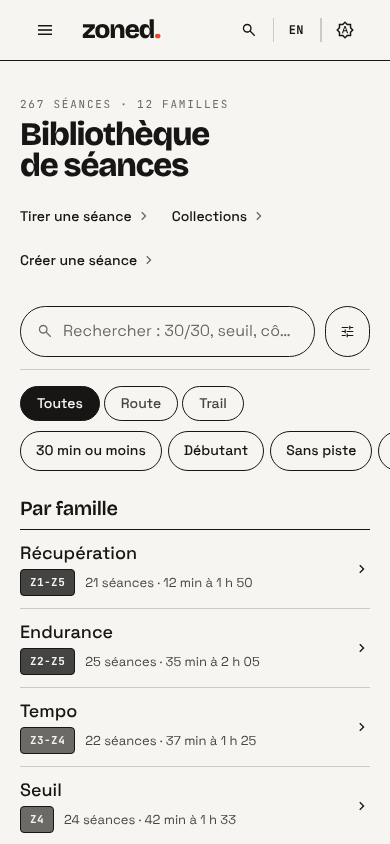 zoned.
EN
A
267 SÉANCES · 12 FAMILLES
Bibliothèque
de séances
Tirer une séance
Collections
Créer une séance
Rechercher : 30/30, seuil, cô...
Toutes
Route
Trail
30 min ou moins
Débutant
Sans piste
Par famille
Récupération
Z1-Z5 21 séances · 12 min à 1 h 50
Endurance
Z2-Z5 25 séances · 35 min à 2 h 05
Tempo
Z3-Z4 22 séances · 37 min à 1 h 25
Seuil
Z4 24 séances · 42 min à 1 h 33